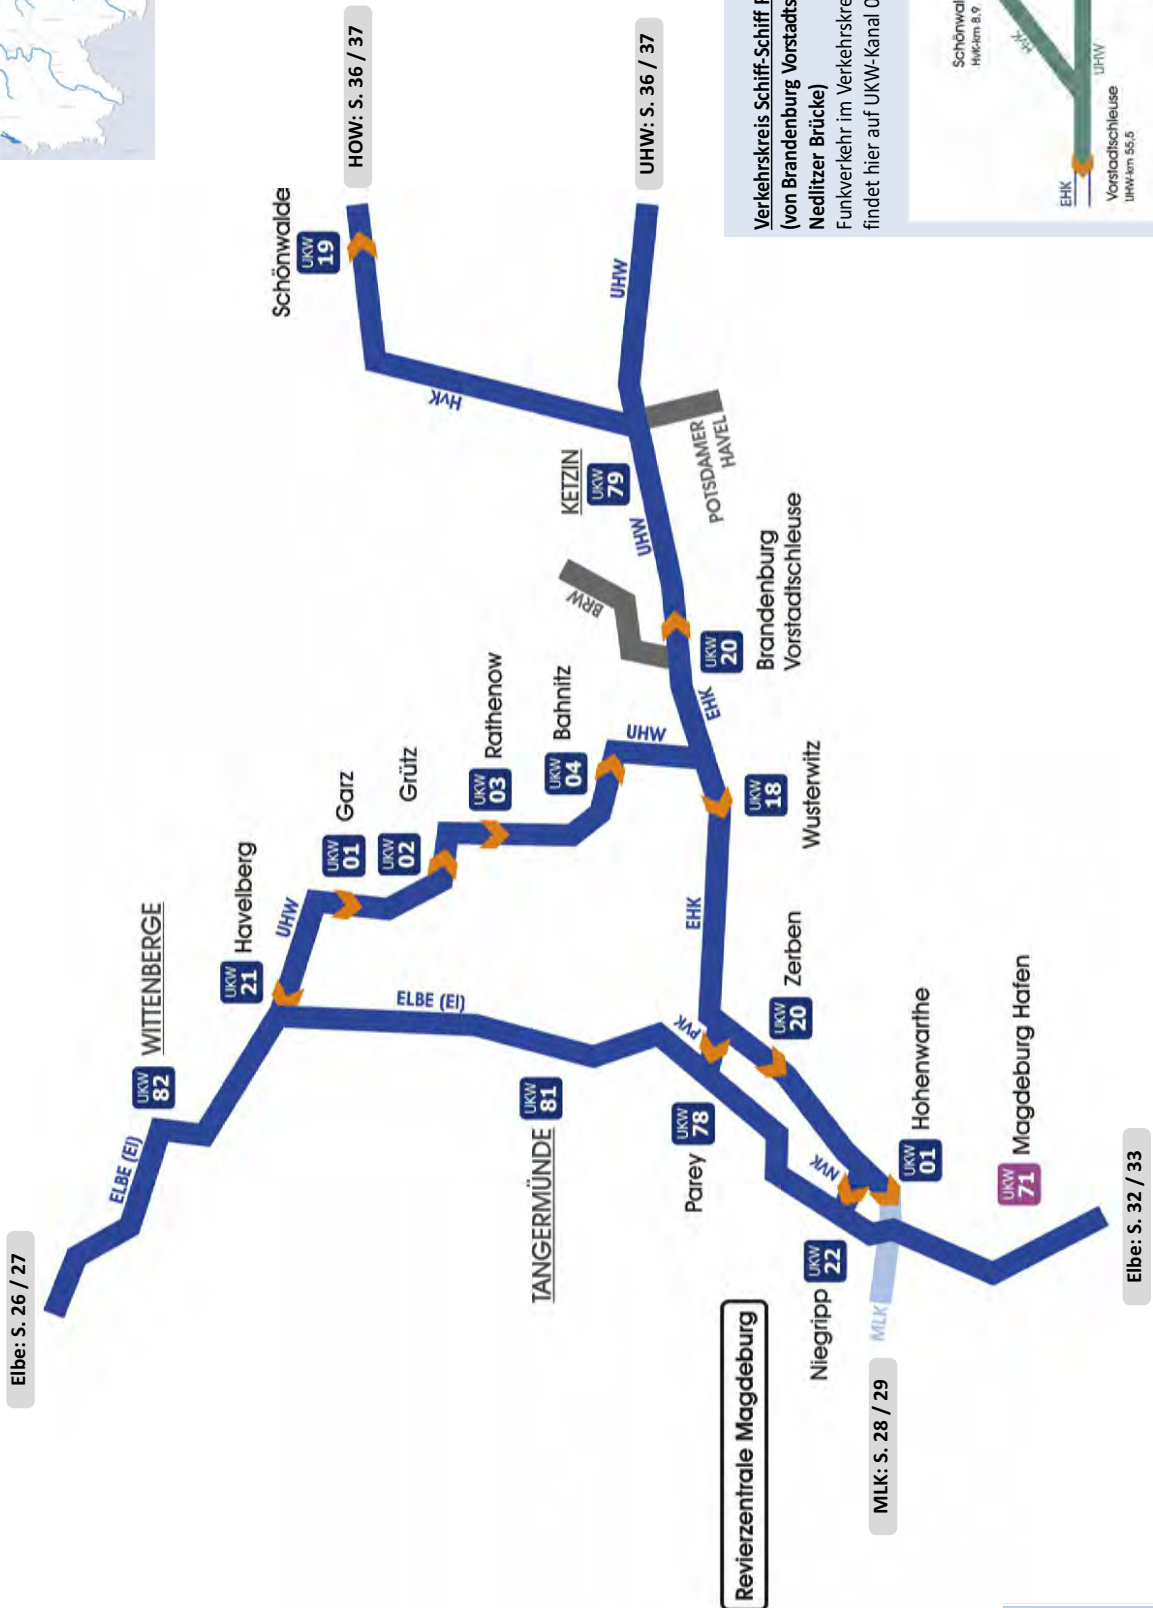 Elbe: S. 26 / 27
ELBE (El)
UKW
82
WITTENBERGE
UKW
21
Havelberg
UHW
UKW
01
Garz
UKW
02
Grütz
UKW
03
Rathenow
UKW
04
Bahnitz
UHW
Schönwalde
UKW
19
HOW: S. 36 / 37
HvK
UHW
UHW: S. 36 / 37
KETZIN
UKW
79
UHW
POTSDAMER
HAVEL
BRW
UKW
20
Brandenburg
Vorstadtschleuse
EHK
UKW
18
Wusterwitz
EHK
ELBE (El)
TANGERMÜNDE
UKW
81
PVK
Parey
UKW
78
UKW
20
Zerben
NVK
UKW
01
Hohenwarthe
Niegripp
UKW
22
MLK
MLK: S. 28 / 29
UKW
71
Magdeburg Hafen
Elbe: S. 32 / 33
Revierzentrale Magdeburg
Verkehrskreis Schiff-Schiff
(von Brandenburg Vorstadts
Nedlitzer Brücke)
Funkverkehr im Verkehrskre
findet hier auf UKW-Kanal 0
Schönwal
HvK-km 8,9
HvK
UHW
EHK
Vorstadtschleuse
UHW-km 55,5